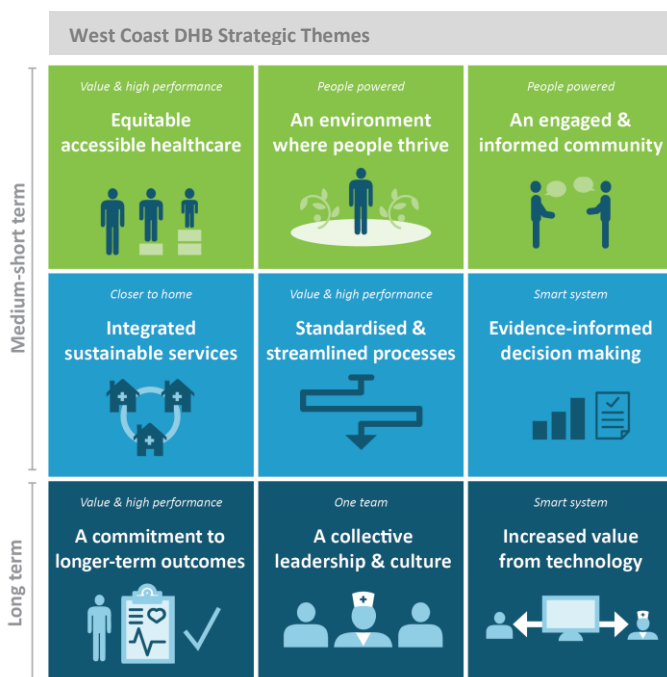 West Coast DHB Strategic Themes
Medium-short term
Value & high performance
Equitable
accessible healthcare
People powered
An environment
where people thrive
People powered
An engaged &
informed community
Closer to home
Integrated
sustainable services
Value & high performance
Standardised &
streamlined processes
Smart system
Evidence-informed
decision making
Long term
Value & high performance
A commitment to
longer-term outcomes
One team
A collective
leadership & culture
Smart system
Increased value
from technology